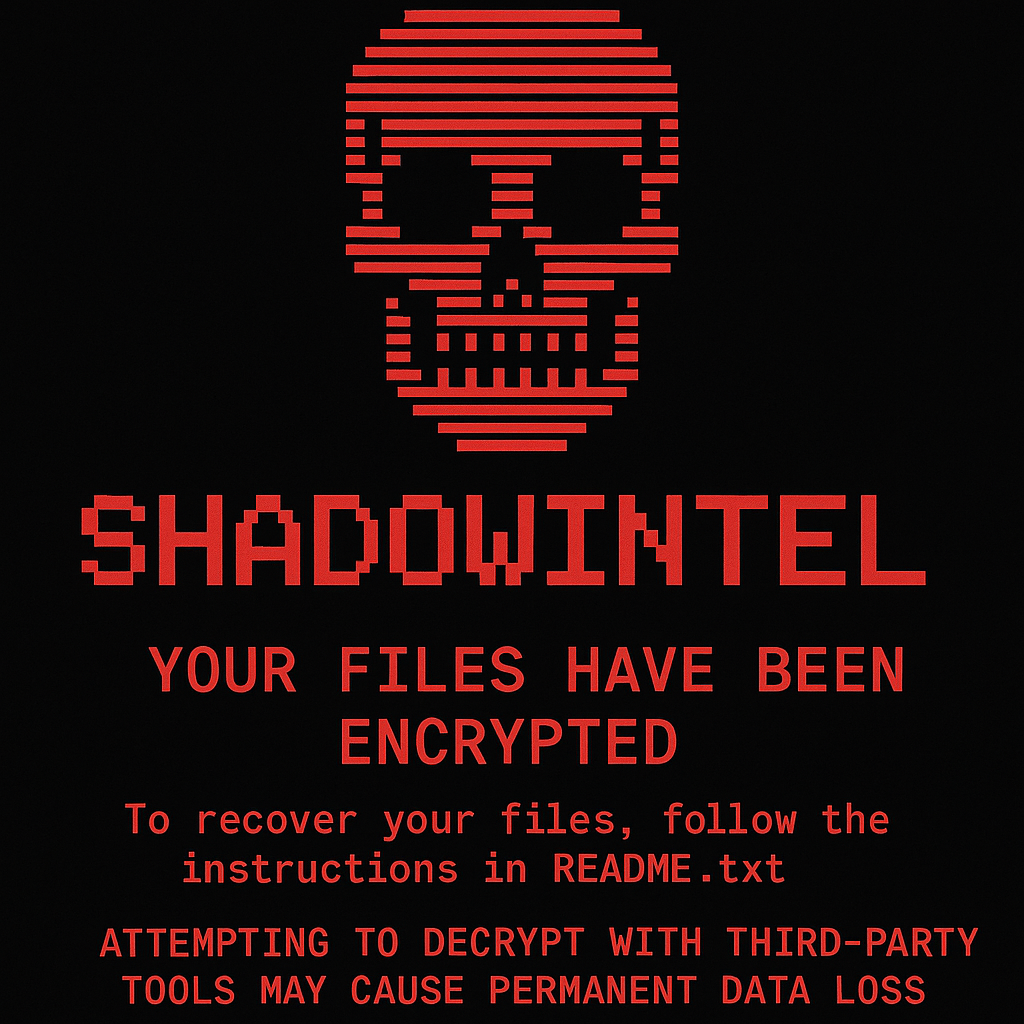 SHADOWINTEL
YOUR FILES HAVE BEEN
ENCRYPTED
To recover your files, follow the
instructions in README.txt
ATTEMPTING TO DECRYPT WITH THIRD-PARTY
TOOLS MAY CAUSE PERMANENT DATA LOSS